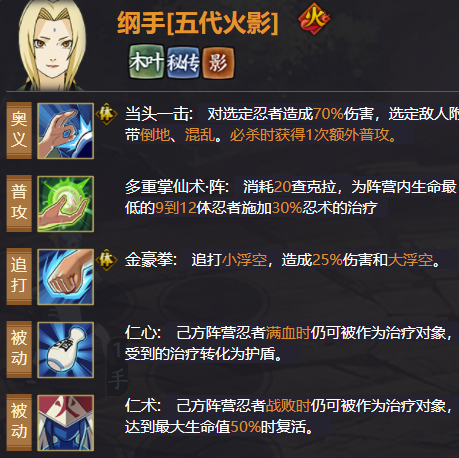 纲手[五代火影] 火
木叶 秘传 影
奥义
体
当头一击: 对选定忍者造成70%伤害，选定敌人附
带倒地、混乱。必杀时获得1次额外普攻。
普攻
多重掌仙术·阵: 消耗20查克拉，为阵营内生命最
低的9到12体忍者施加30%忍术的治疗
追打
体
金豪拳: 追打小浮空，造成25%伤害和大浮空。
被动
仁心: 己方阵营忍者满血时仍可被作为治疗对象，
受到的治疗转化为护盾。
被动
火
仁术: 己方阵营忍者战败时仍可被作为治疗对象，
达到最大生命值50%时复活。
1
手